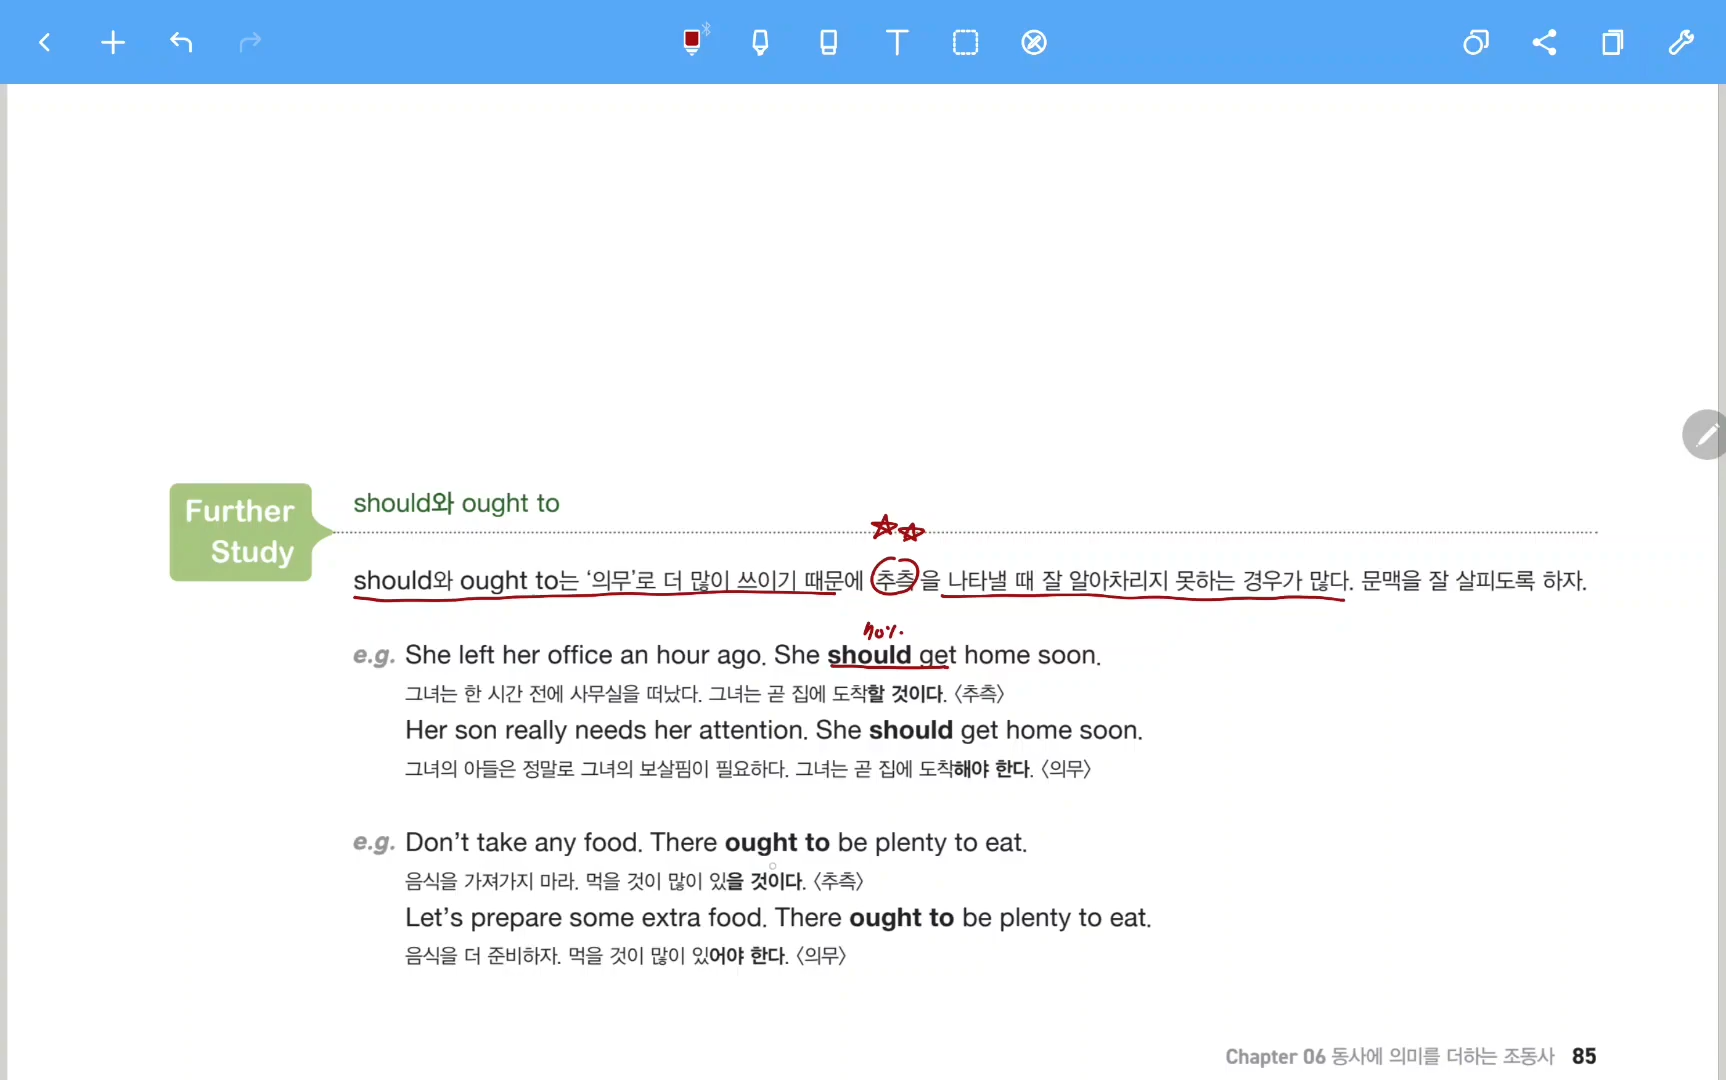 Further
Study
should와 ought to
should와 ought to는 ‘의무’로 더 많이 쓰이기 때문에 추측을 나타낼 때 잘 알아차리지 못하는 경우가 많다. 문맥을 잘 살피도록 하자.
e.g. She left her office an hour ago. She should get home soon.
그녀는 한 시간 전에 사무실을 떠났다. 그녀는 곧 집에 도착할 것이다. 〈추측〉
Her son really needs her attention. She should get home soon.
그녀의 아들은 정말로 그녀의 보살핌이 필요하다. 그녀는 곧 집에 도착해야 한다. 〈의무〉
e.g. Don’t take any food. There ought to be plenty to eat.
음식을 가져가지 마라. 먹을 것이 많이 있을 것이다. 〈추측〉
Let’s prepare some extra food. There ought to be plenty to eat.
음식을 더 준비하자. 먹을 것이 많이 있어야 한다. 〈의무〉
Chapter 06 동사에 의미를 더하는 조동사 85